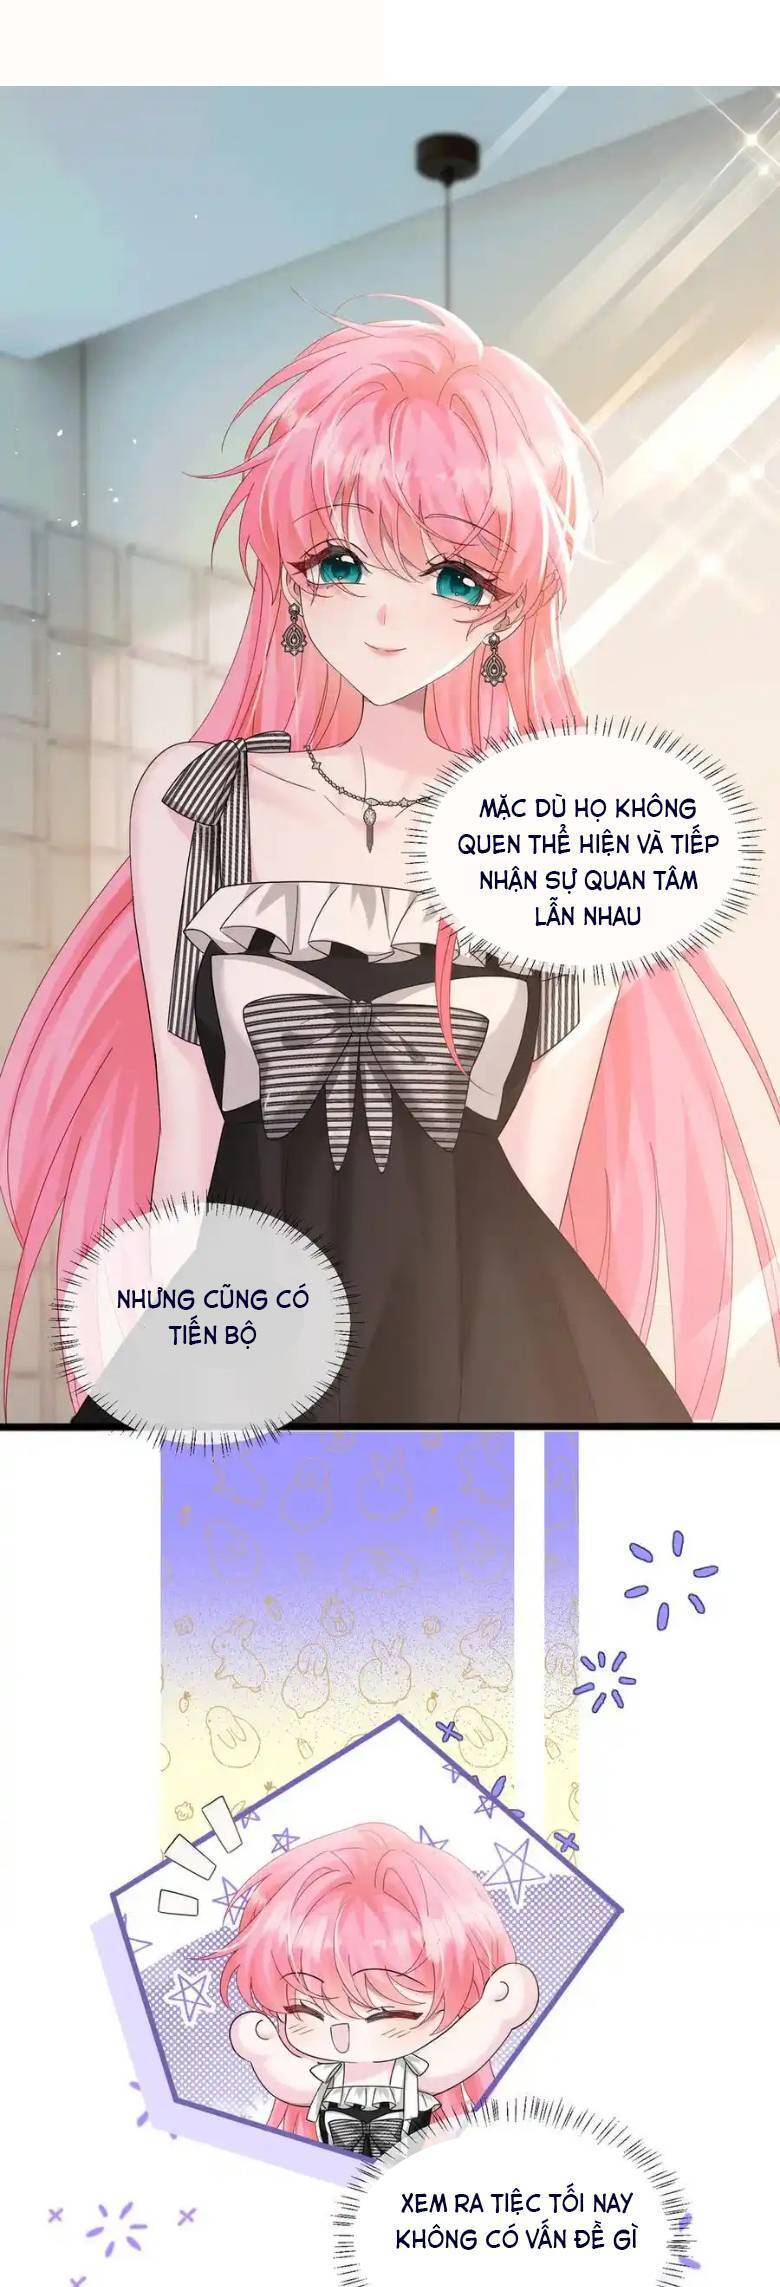 MẶC DÙ HỌ KHÔNG
QUEN THỂ HIỆN VÀ TIẾP
NHẬN SỰ QUAN TÂM
LẪN NHAU
NHƯNG CŨNG CÓ
TIẾN BỘ
XEM RA TIỆC TỐI NAY
KHÔNG CÓ VẤN ĐỀ GÌ